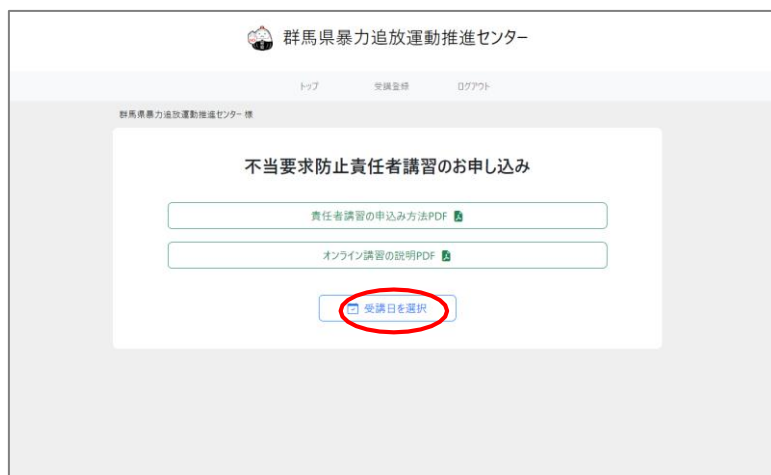 群馬県暴力追放運動推進センター
トップ 受講登録 ログアウト
群馬県暴力追放運動推進センター 様
不当要求防止責任者講習のお申し込み
責任者講習の申込み方法PDF
オンライン講習の説明PDF
受講日を選択